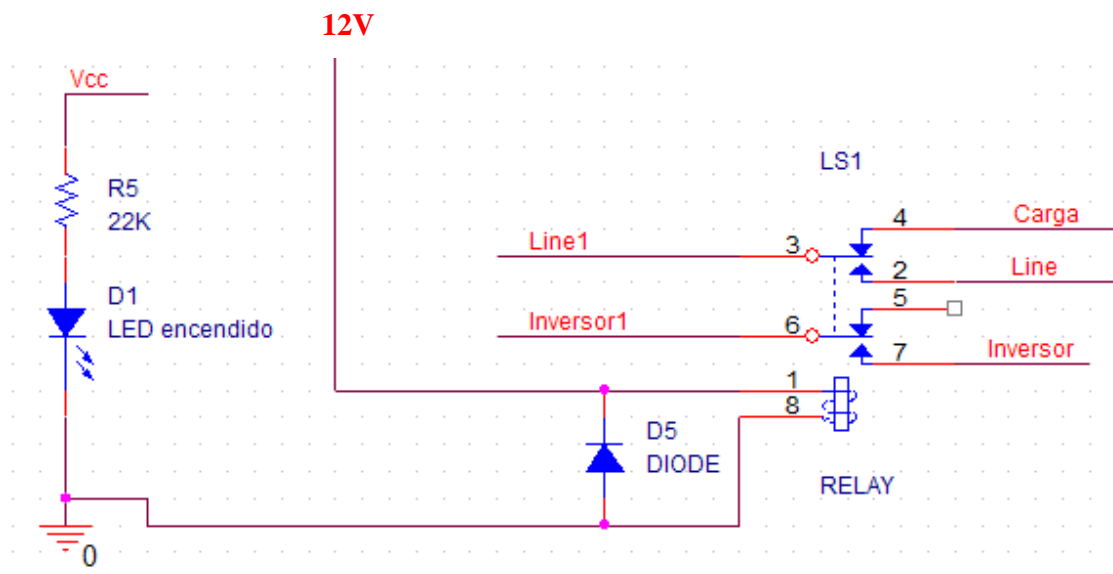 12V
Vcc
R5
22K
D1
LED encendido
0
LS1
Line1
3
4
Carga
2
Line
5
Inversor1
6
7
Inversor
1
8
D5
DIODE
RELAY